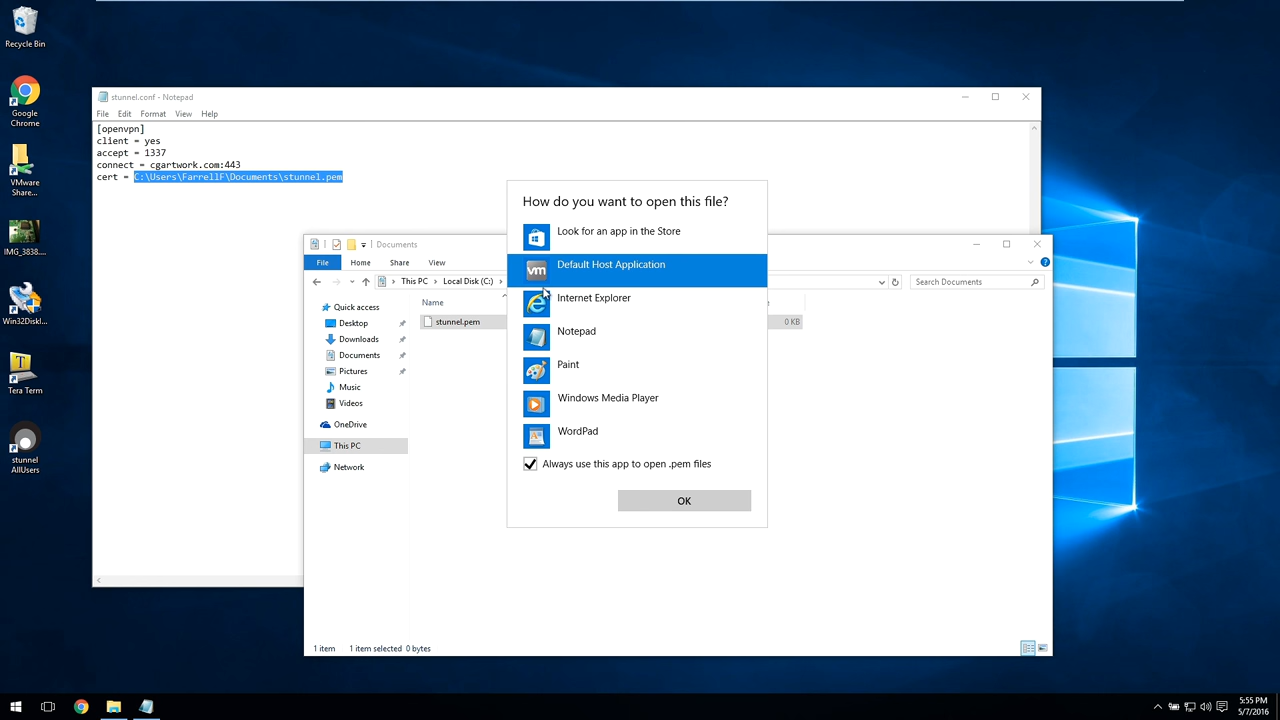 Recycle Bin
Google
Chrome
VMware
Share...
IMG_3838....
Win32DiskI...
T
Tera Term
stunnel
AllUsers
stunnel.conf - Notepad
File Edit Format View Help
[openvpn]
client = yes
accept = 1337
connect = cgartwork.com:443
cert = C:\Users\FarrellF\Documents\stunnel.pem
Documents
File Home Share View
This PC Local Disk (C:)
Search Documents
Quick access
Desktop
Downloads
Documents
Pictures
Music
Videos
OneDrive
This PC
Network
Name
stunnel.pem
0 KB
1 item 1 item selected 0 bytes
How do you want to open this file?
Look for an app in the Store
vm
Default Host Application
Internet Explorer
Notepad
Paint
Windows Media Player
WordPad
Always use this app to open .pem files
OK
5:55 PM
5/7/2016